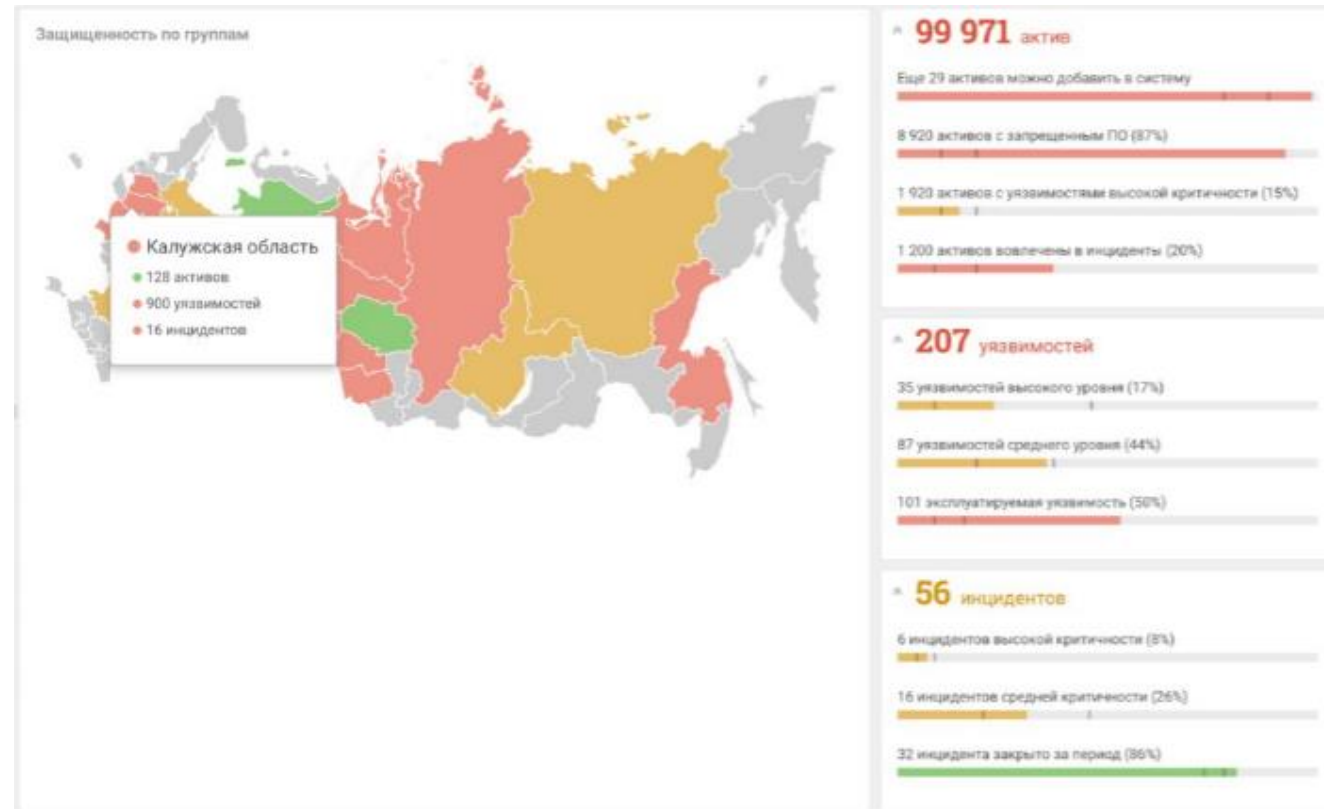 Защищенность по группам
Калужская область
128 активов
900 уязвимостей
16 инцидентов
99 971 актив
Еще 29 активов можно добавить в систему
8 920 активов с запрещенным ПО (87%)
1 920 активов с уязвимостями высокой критичности (15%)
1 200 активов вовлечены в инциденты (20%)
207 уязвимостей
35 уязвимостей высокого уровня (17%)
87 уязвимостей среднего уровня (44%)
101 эксплуатируемая уязвимость (50%)
56 инцидентов
6 инцидентов высокой критичности (8%)
16 инцидентов средней критичности (26%)
32 инцидента закрыто за период (86%)